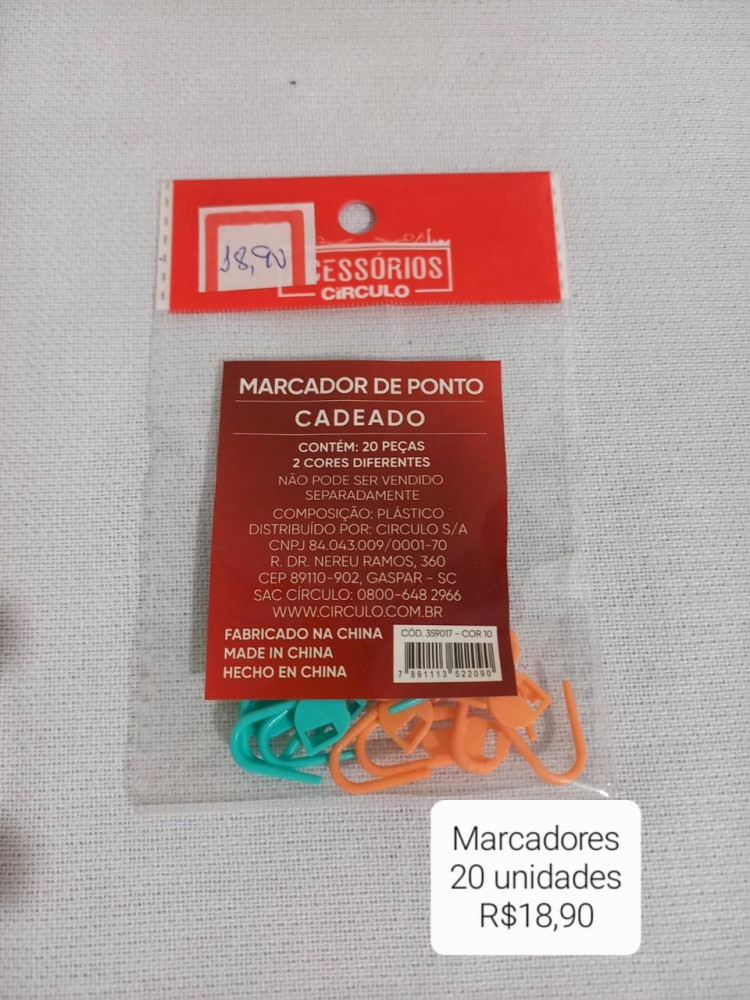 18,90
CESSÓRIOS
CÍRCULO
MARCADOR DE PONTO
CADEADO
CONTÉM: 20 PEÇAS
2 CORES DIFERENTES
NÃO PODE SER VENDIDO
SEPARADAMENTE
COMPOSIÇÃO: PLÁSTICO
DISTRIBUÍDO POR: CIRCULO S/A
CNPJ 84.043.009/0001-70
R. DR. NEREU RAMOS, 360
CEP 89110-902, GASPAR - SC
SAC CÍRCULO: 0800-648 2966
WWW.CIRCULO.COM.BR
FABRICADO NA CHINA
MADE IN CHINA
HECHO EN CHINA
CÓD. 359017 - COR 10
7 891113 522090
Marcadores
20 unidades
R$18,90